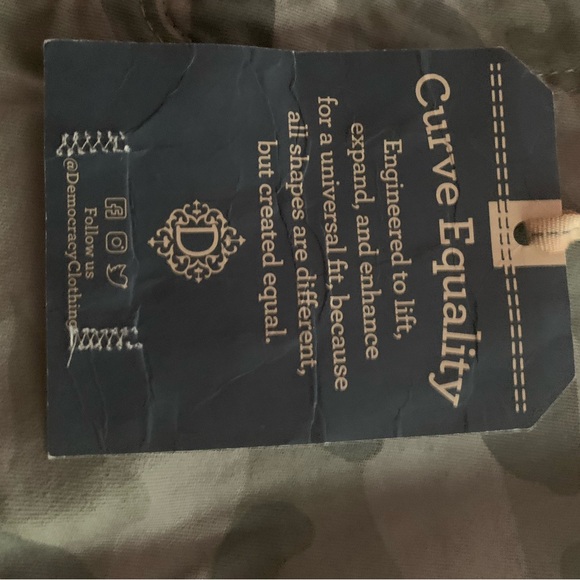 Curve Equality
Engineered to lift,
expand, and enhance
for a universal fit, because
all shapes are different,
but created equal.
D
Follow us
@DemocracyClothing